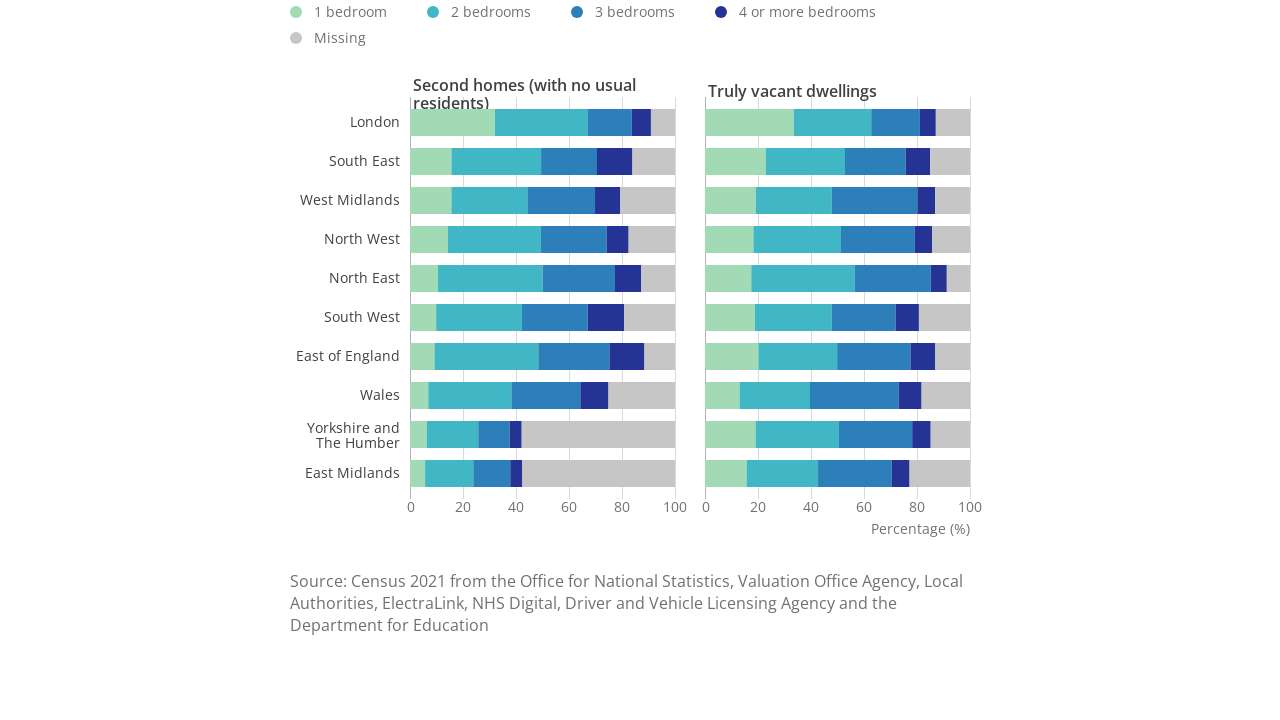 1 bedroom 2 bedrooms 3 bedrooms 4 or more bedrooms
Missing
Second homes (with no usual
residents)
Truly vacant dwellings
London
South East
West Midlands
North West
North East
South West
East of England
Wales
Yorkshire and
The Humber
East Midlands
0 20 40 60 80 100 0 20 40 60 80 100
Percentage (%)
Source: Census 2021 from the Office for National Statistics, Valuation Office Agency, Local
Authorities, ElectraLink, NHS Digital, Driver and Vehicle Licensing Agency and the
Department for Education